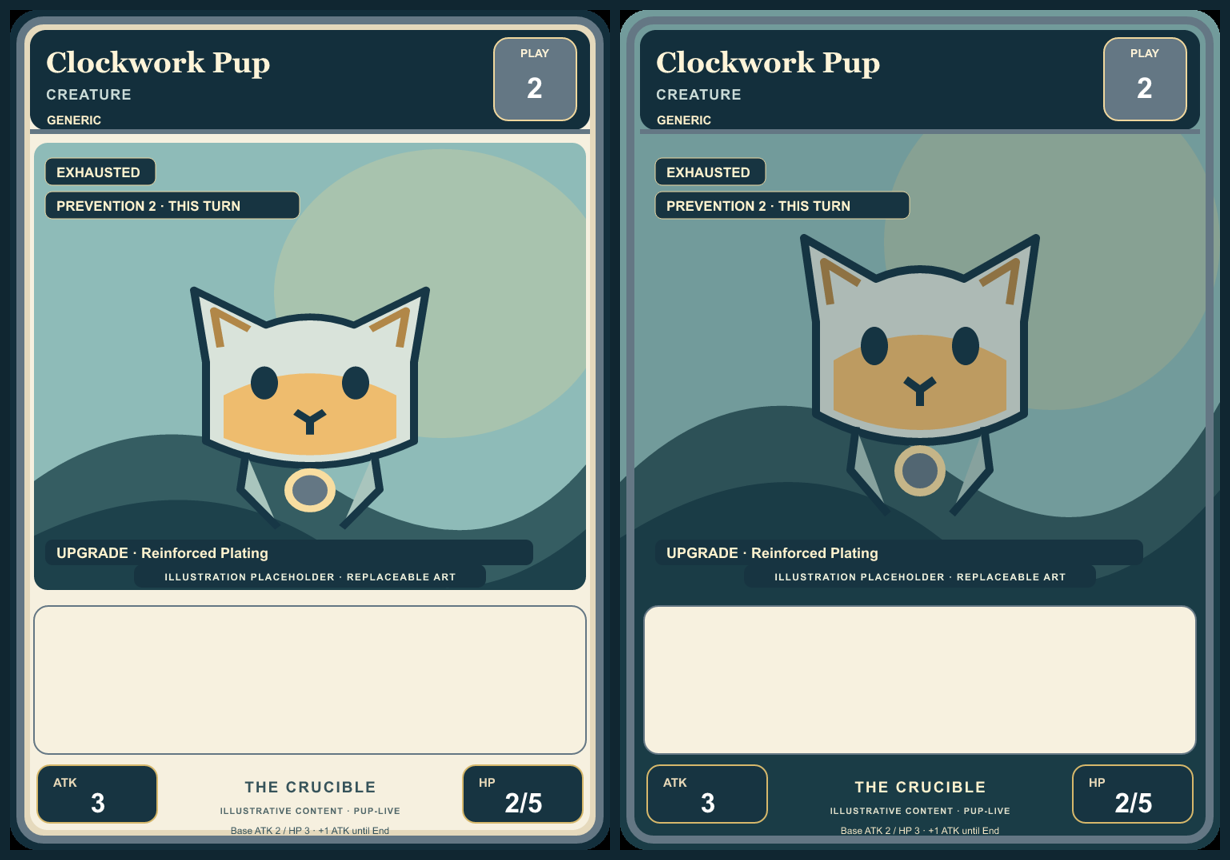 Clockwork Pup
CREATURE
GENERIC
PLAY
2
EXHAUSTED
PREVENTION 2 · THIS TURN
UPGRADE · Reinforced Plating
ILLUSTRATION PLACEHOLDER · REPLACEABLE ART
ATK
3
THE CRUCIBLE
ILLUSTRATIVE CONTENT · PUP-LIVE
Base ATK 2 / HP 3 · +1 ATK until End
HP
2/5
Clockwork Pup
CREATURE
GENERIC
PLAY
2
EXHAUSTED
PREVENTION 2 · THIS TURN
UPGRADE · Reinforced Plating
ILLUSTRATION PLACEHOLDER · REPLACEABLE ART
ATK
3
THE CRUCIBLE
ILLUSTRATIVE CONTENT · PUP-LIVE
Base ATK 2 / HP 3 · +1 ATK until End
HP
2/5